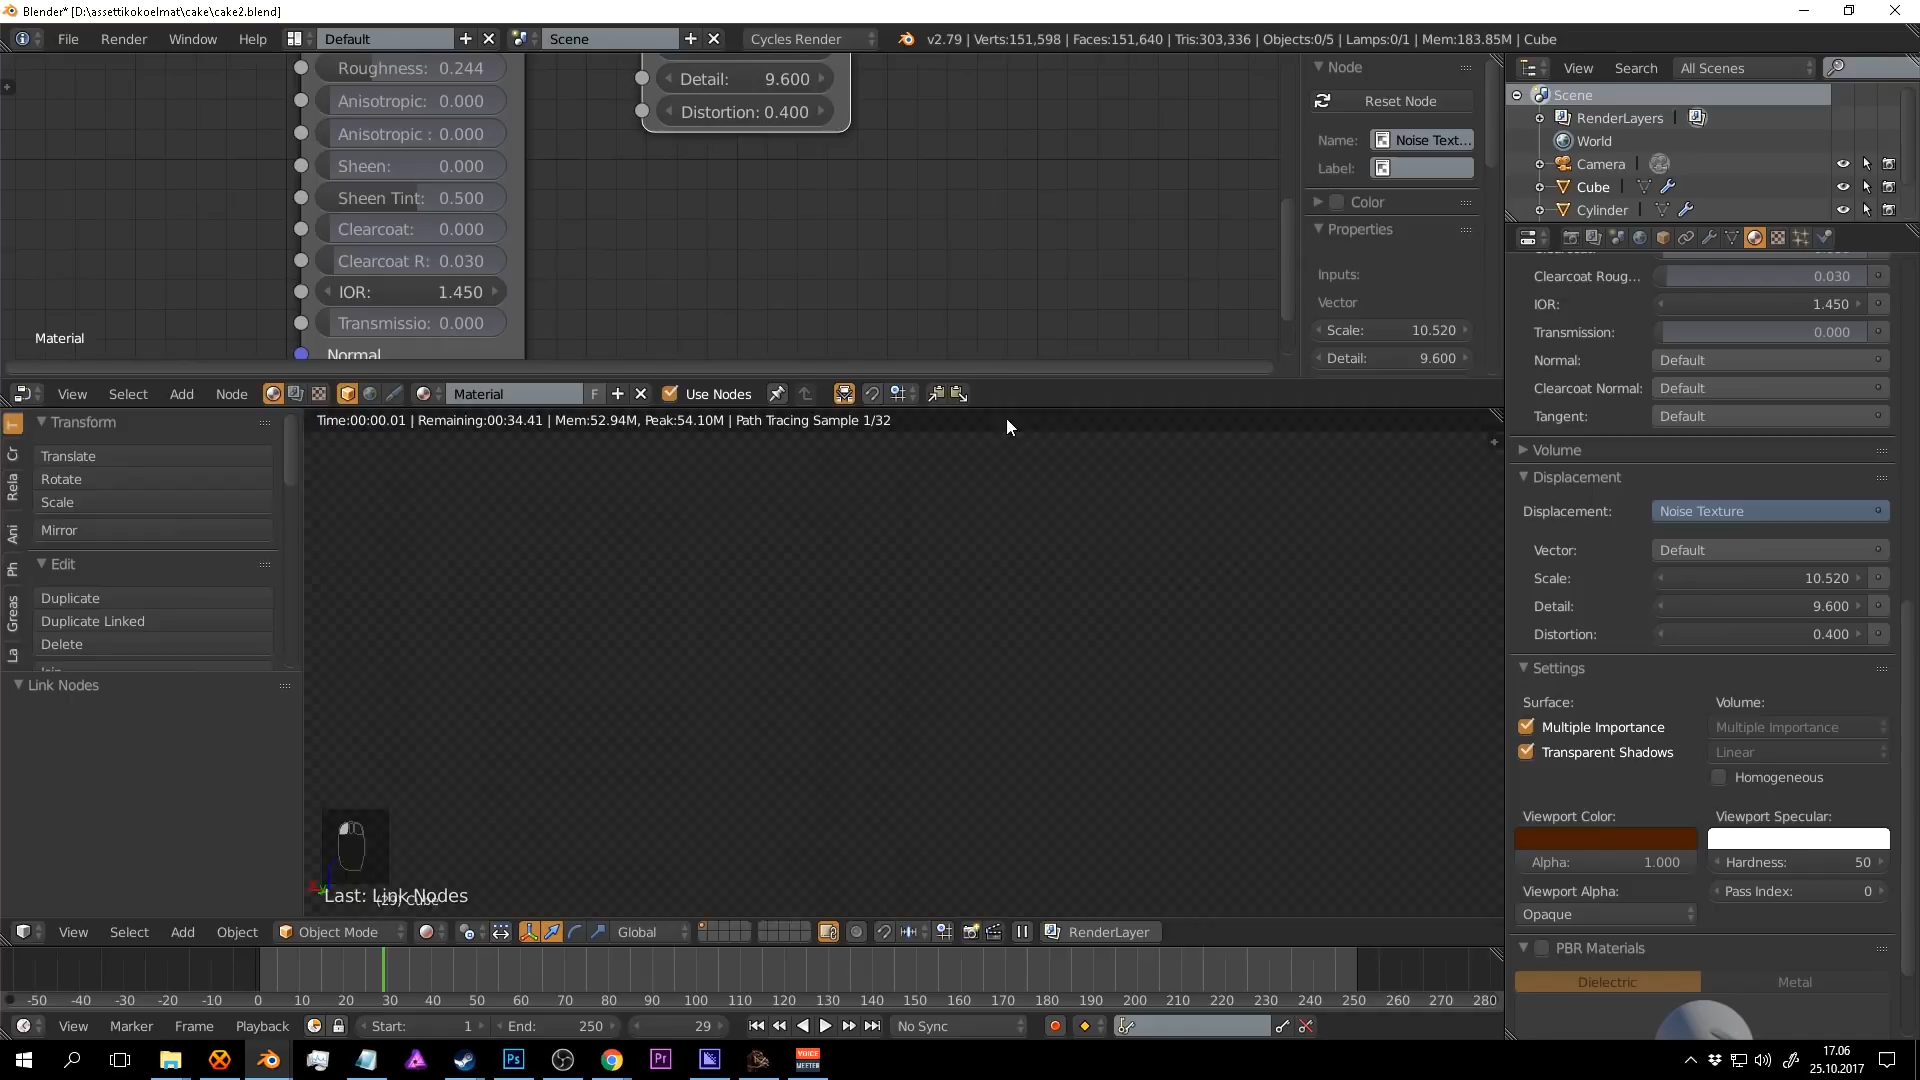 Blender* [D:\assettikokoelmat\cake\cake2.blend]
File Render Window Help Default Scene Cycles Render v2.79 | Verts:151,598 | Faces:151,640 | Tris:303,336 | Objects:0/5 | Lamps:0/1 | Mem:183.85M | Cube
Roughness: 0.244
Anisotropic: 0.000
Anisotropic : 0.000
Sheen: 0.000
Sheen Tint: 0.500
Clearcoat: 0.000
Clearcoat R: 0.030
IOR: 1.450
Transmissio: 0.000
Normal
Material
Detail: 9.600
Distortion: 0.400
Node
Reset Node
Name: Noise Text...
Label:
Color
Properties
Inputs:
Vector
Scale: 10.520
Detail: 9.600
View Search All Scenes
Scene
RenderLayers
World
Camera
Cube
Cylinder
View Select Add Node Material F Use Nodes
Transform
Translate
Rotate
Scale
Mirror
Edit
Duplicate
Duplicate Linked
Delete
Link Nodes
T
Cr
Rela
Ani
Ph
Greas
La
Time:00:00.01 | Remaining:00:34.41 | Mem:52.94M, Peak:54.10M | Path Tracing Sample 1/32
Last: Link Nodes
(29) Cube
Clearcoat Roug... 0.030
IOR: 1.450
Transmission: 0.000
Normal: Default
Clearcoat Normal: Default
Tangent: Default
Volume
Displacement
Displacement: Noise Texture
Vector: Default
Scale: 10.520
Detail: 9.600
Distortion: 0.400
Settings
Surface: Volume:
Multiple Importance Multiple Importance
Transparent Shadows Linear
Homogeneous
Viewport Color: Viewport Specular:
Alpha: 1.000 Hardness: 50
Viewport Alpha: Pass Index: 0
Opaque
PBR Materials
Dielectric Metal
View Select Add Object Object Mode Global RenderLayer
-50 -40 -30 -20 -10 0 10 20 30 40 50 60 70 80 90 100 110 120 130 140 150 160 170 180 190 200 210 220 230 240 250 260 270 280
View Marker Frame Playback Start: 1 End: 250 29 No Sync
Ps
Pr
VOICE
MEETER
17.06
25.10.2017